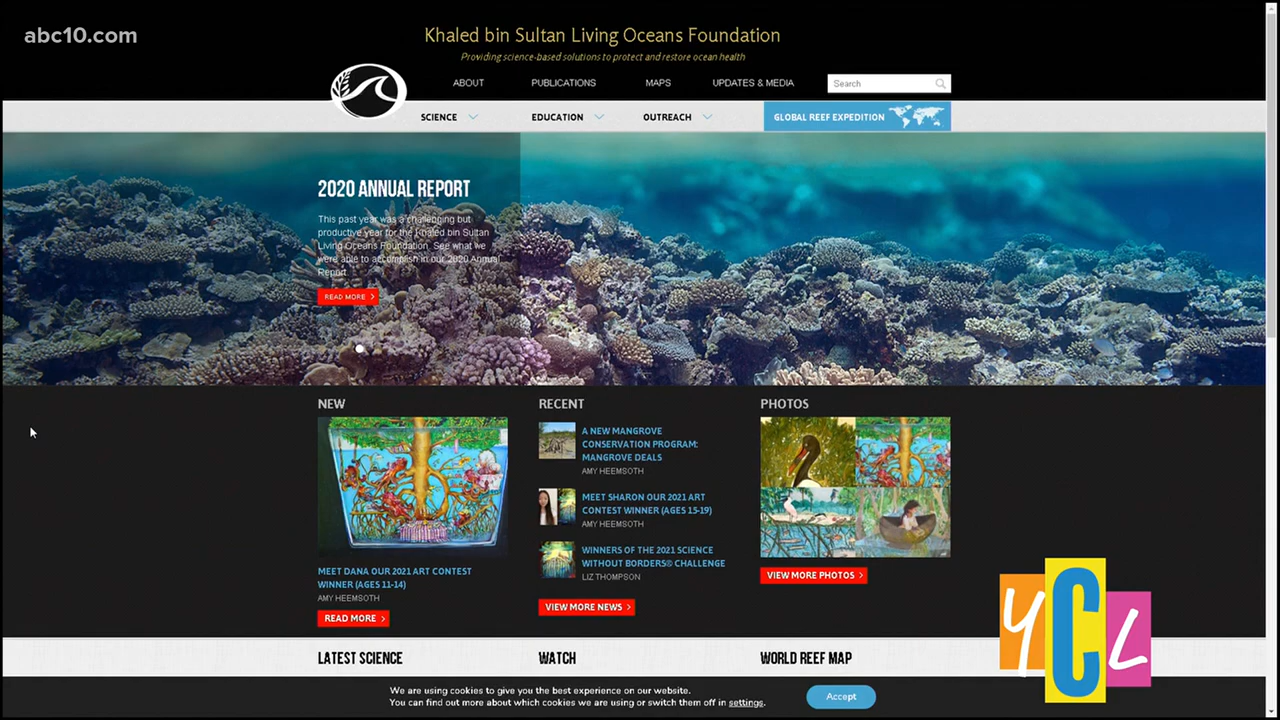 abc10.com
Khaled bin Sultan Living Oceans Foundation
Providing science-based solutions to protect and restore ocean health
ABOUT
PUBLICATIONS
MAPS
UPDATES & MEDIA
Search
SCIENCE
EDUCATION
OUTREACH
GLOBAL REEF EXPEDITION
2020 ANNUAL REPORT
This past year was a challenging but
productive year for the Khaled bin Sultan
Living Oceans Foundation. See what we
were able to accomplish in our 2020 Annual
Report.
READ MORE
NEW
MEET DANA OUR 2021 ART CONTEST
WINNER (AGES 11-14)
AMY HEEMSOTH
READ MORE
RECENT
A NEW MANGROVE
CONSERVATION PROGRAM:
MANGROVE DEALS
AMY HEEMSOTH
MEET SHARON OUR 2021 ART
CONTEST WINNER (AGES 15-19)
AMY HEEMSOTH
WINNERS OF THE 2021 SCIENCE
WITHOUT BORDERS® CHALLENGE
LIZ THOMPSON
VIEW MORE NEWS
PHOTOS
VIEW MORE PHOTOS
YCL
LATEST SCIENCE
WATCH
WORLD REEF MAP
We are using cookies to give you the best experience on our website.
You can find out more about which cookies we are using or switch them off in settings.
Accept